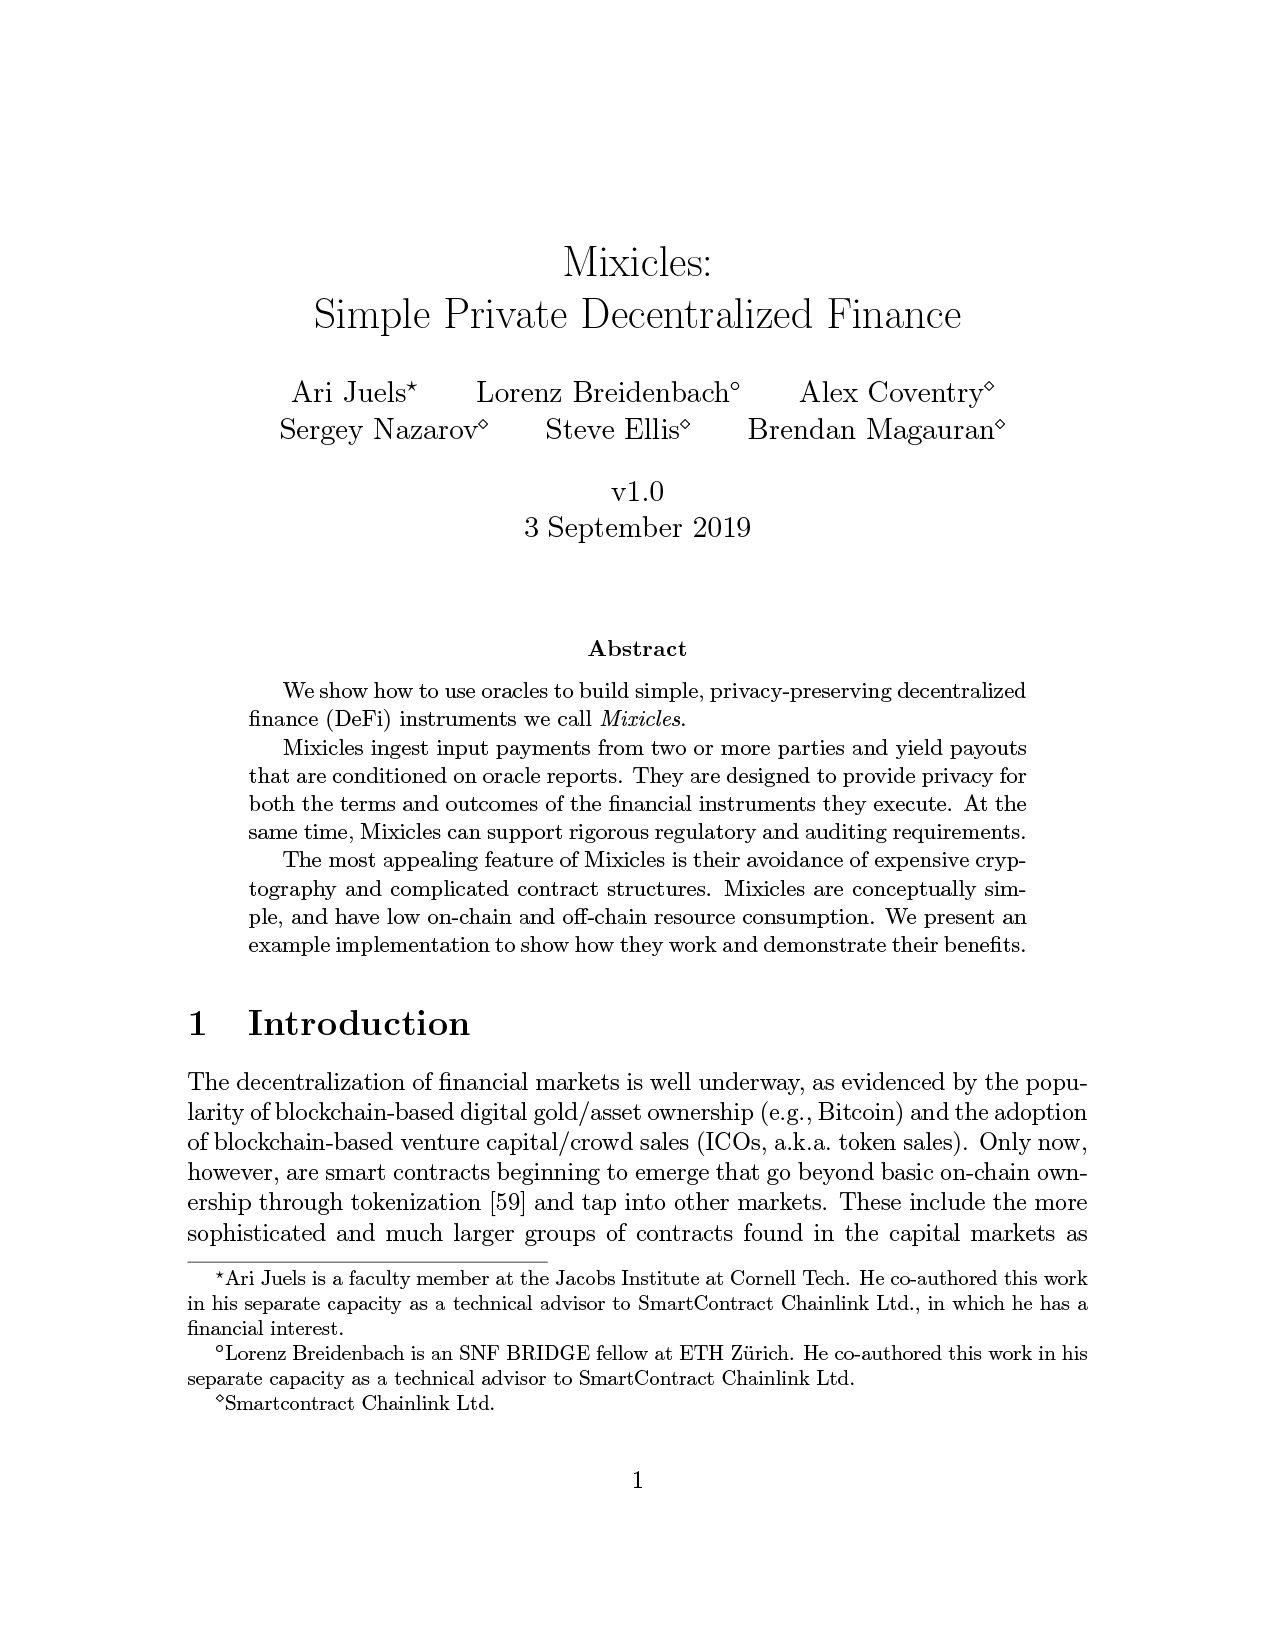 Mixicles:
Simple Private Decentralized Finance
Ari Juels⋆ Lorenz Breidenbach◦ Alex Coventry⋄
Sergey Nazarov⋄ Steve Ellis⋄ Brendan Magauran⋄
v1.0
3 September 2019
Abstract
We show how to use oracles to build simple, privacy-preserving decentralized
finance (DeFi) instruments we call Mixicles.
Mixicles ingest input payments from two or more parties and yield payouts
that are conditioned on oracle reports. They are designed to provide privacy for
both the terms and outcomes of the financial instruments they execute. At the
same time, Mixicles can support rigorous regulatory and auditing requirements.
The most appealing feature of Mixicles is their avoidance of expensive cryp-
tography and complicated contract structures. Mixicles are conceptually sim-
ple, and have low on-chain and off-chain resource consumption. We present an
example implementation to show how they work and demonstrate their benefits.
1 Introduction
The decentralization of financial markets is well underway, as evidenced by the popu-
larity of blockchain-based digital gold/asset ownership (e.g., Bitcoin) and the adoption
of blockchain-based venture capital/crowd sales (ICOs, a.k.a. token sales). Only now,
however, are smart contracts beginning to emerge that go beyond basic on-chain own-
ership through tokenization [59] and tap into other markets. These include the more
sophisticated and much larger groups of contracts found in the capital markets as
⋆Ari Juels is a faculty member at the Jacobs Institute at Cornell Tech. He co-authored this work
in his separate capacity as a technical advisor to SmartContract Chainlink Ltd., in which he has a
financial interest.
◦Lorenz Breidenbach is an SNF BRIDGE fellow at ETH Zürich. He co-authored this work in his
separate capacity as a technical advisor to SmartContract Chainlink Ltd.
⋄Smartcontract Chainlink Ltd.
1